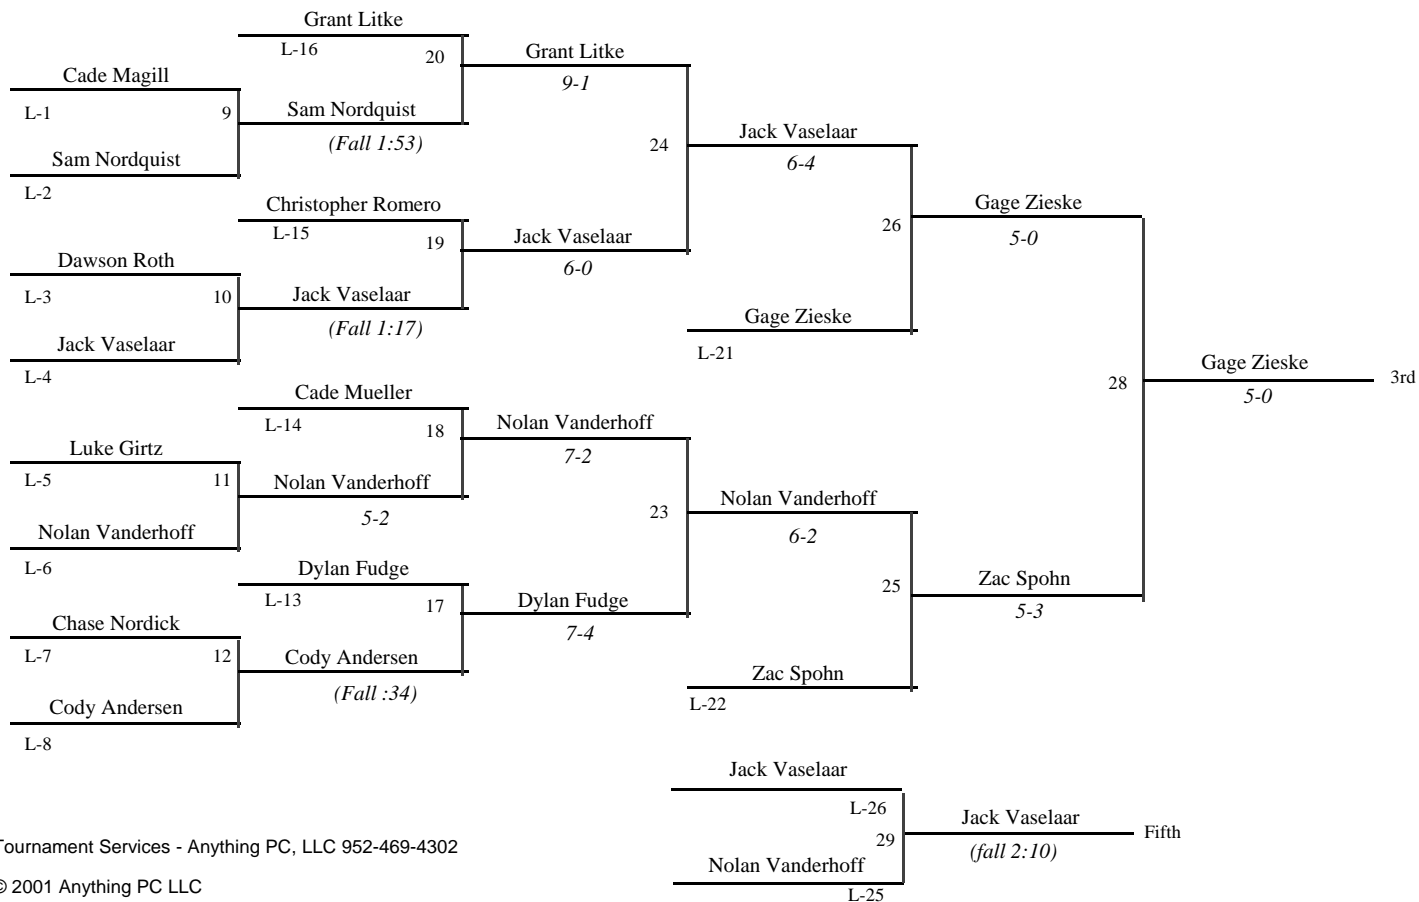 Grant Litke
L-16
20
Grant Litke
9-1
Cade Magill
L-1
9
Sam Nordquist
(Fall 1:53)
Sam Nordquist
L-2
24
Jack Vaselaar
6-4
Christopher Romero
L-15
19
Jack Vaselaar
6-0
26
Gage Zieske
5-0
Dawson Roth
L-3
10
Jack Vaselaar
(Fall 1:17)
Jack Vaselaar
L-4
Gage Zieske
L-21
28
Gage Zieske
5-0
3rd
Cade Mueller
L-14
18
Nolan Vanderhoff
7-2
Luke Girtz
L-5
11
Nolan Vanderhoff
5-2
Nolan Vanderhoff
L-6
23
Nolan Vanderhoff
6-2
Dylan Fudge
L-13
17
Dylan Fudge
7-4
25
Zac Spohn
5-3
Chase Nordick
L-7
12
Cody Andersen
(Fall :34)
Cody Andersen
L-8
Zac Spohn
L-22
Jack Vaselaar
L-26
29
Jack Vaselaar
(fall 2:10)
Fifth
Nolan Vanderhoff
L-25
Tournament Services - Anything PC, LLC 952-469-4302
© 2001 Anything PC LLC